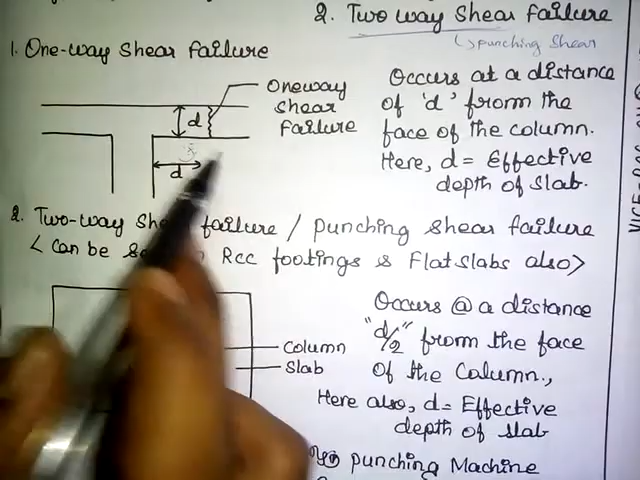 2. Two way Shear failure
↳ punching Shear
1. One-way Shear failure
Oneway
Shear
failure
d
d
Occurs at a distance
of 'd' frorm the
face of the column.
Here, d = Effective
depth of Slab.
2. Two-way failure / punching shear failure
< Can be Rcc footings & Flat slabs also>
Column
Slab
Occurs @ a distance
"d/2" from the face
of the Column.,
Here also, d= Effective
depth of slab
punching Machine